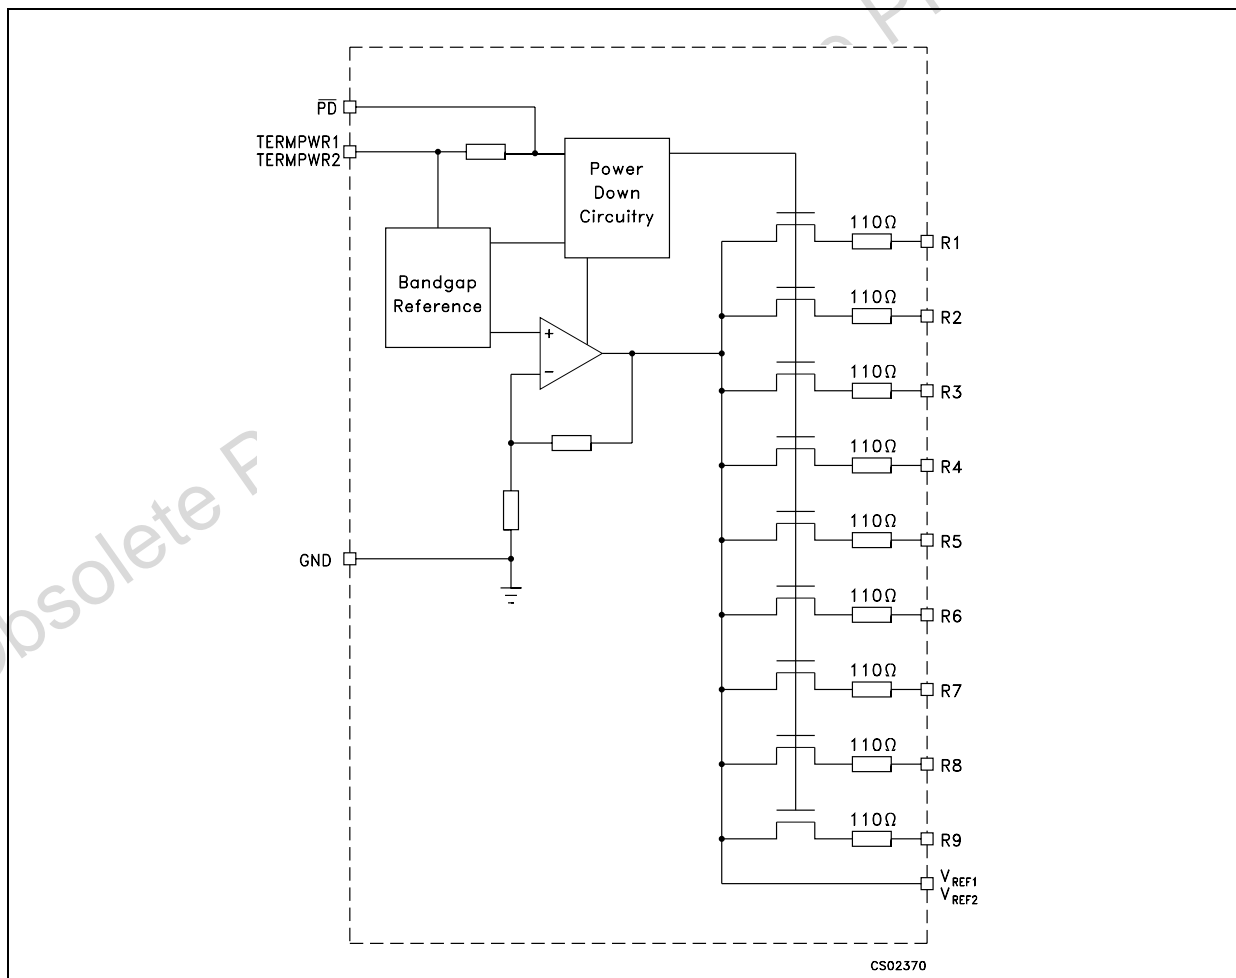 PD
TERMPWR1
TERMPWR2
Power
Down
Circuitry
Bandgap
Reference
+
−
GND
110Ω
R1
110Ω
R2
110Ω
R3
110Ω
R4
110Ω
R5
110Ω
R6
110Ω
R7
110Ω
R8
110Ω
R9
VREF1
VREF2
CS02370
Obsolete